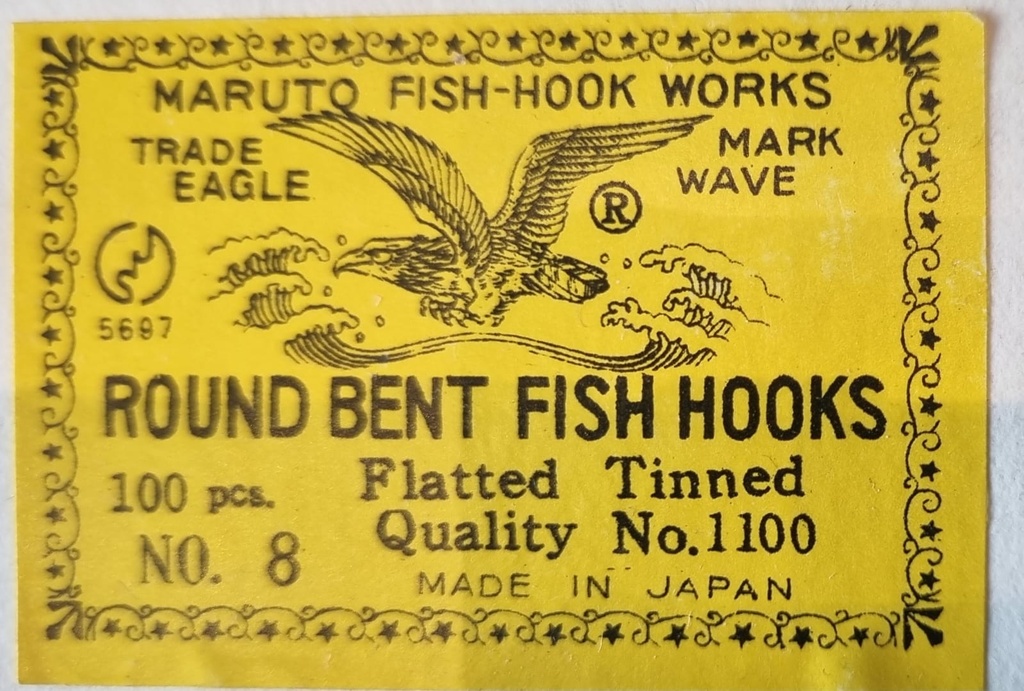 MARUTO FISH-HOOK WORKS
TRADE MARK
EAGLE WAVE
®
5697
ROUND BENT FISH HOOKS
100 pcs. Flatted Tinned
NO. 8 Quality No.1100
MADE IN JAPAN